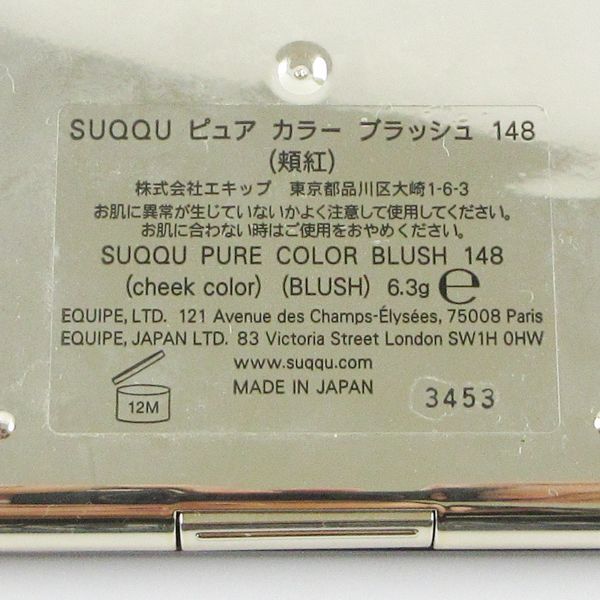 SUQQU ピュア カラー ブラッシュ 148
(頬紅)
株式会社エキップ 東京都品川区大崎1-6-3
お肌に異常が生じていないかよく注意して使用してください。
お肌に合わない時はご使用をおやめください。
SUQQU PURE COLOR BLUSH 148
(cheek color) (BLUSH) 6.3g ℮
EQUIPE, LTD. 121 Avenue des Champs-Élysées, 75008 Paris
EQUIPE, JAPAN LTD. 83 Victoria Street London SW1H 0HW
www.suqqu.com
MADE IN JAPAN
12M
3453